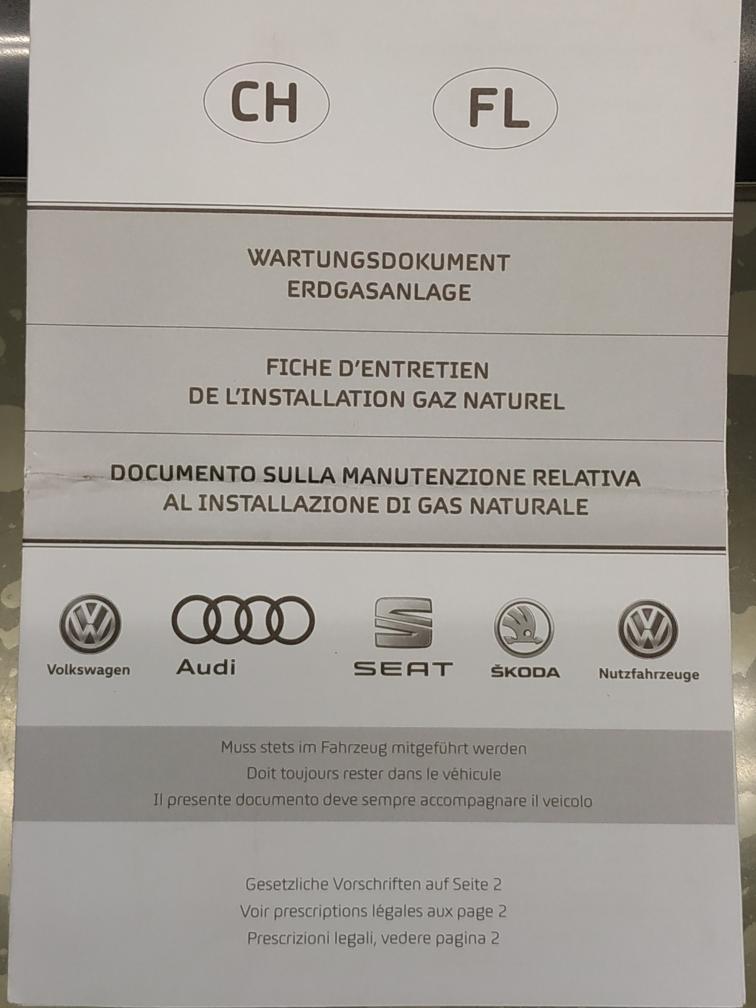 CH FL
WARTUNGSDOKUMENT
ERDGASANLAGE
FICHE D'ENTRETIEN
DE L'INSTALLATION GAZ NATUREL
DOCUMENTO SULLA MANUTENZIONE RELATIVA
AL INSTALLAZIONE DI GAS NATURALE
Volkswagen Audi SEAT ŠKODA Nutzfahrzeuge
Muss stets im Fahrzeug mitgeführt werden
Doit toujours rester dans le véhicule
Il presente documento deve sempre accompagnare il veicolo
Gesetzliche Vorschriften auf Seite 2
Voir prescriptions légales aux page 2
Prescrizioni legali, vedere pagina 2